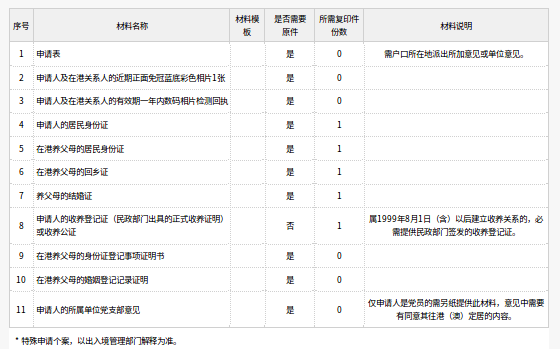 序号 材料名称 材料模板 是否需要原件 所需复印件份数 材料说明
1 申请表 是 0 需户口所在地派出所加意见或单位意见。
2 申请人及在港关系人的近期正面免冠蓝底彩色相片1张 是 0
3 申请人及在港关系人的有效期一年内数码相片检测回执 是 0
4 申请人的居民身份证 是 1
5 在港养父母的居民身份证 是 1
6 在港养父母的回乡证 是 1
7 养父母的结婚证 是 1
8 申请人的收养登记证（民政部门出具的正式收养证明）或收养公证 否 1 属1999年8月1日（含）以后建立收养关系的，必需提供民政部门签发的收养登记证。
9 在港养父母的身份证登记事项证明书 是 0
10 在港养父母的婚姻登记记录证明 是 0
11 申请人的所属单位党支部意见 是 0 仅申请人是党员的需另纸提供此材料，意见中需要有同意其往港（澳）定居的内容。
* 特殊申请个案，以出入境管理部门解释为准。